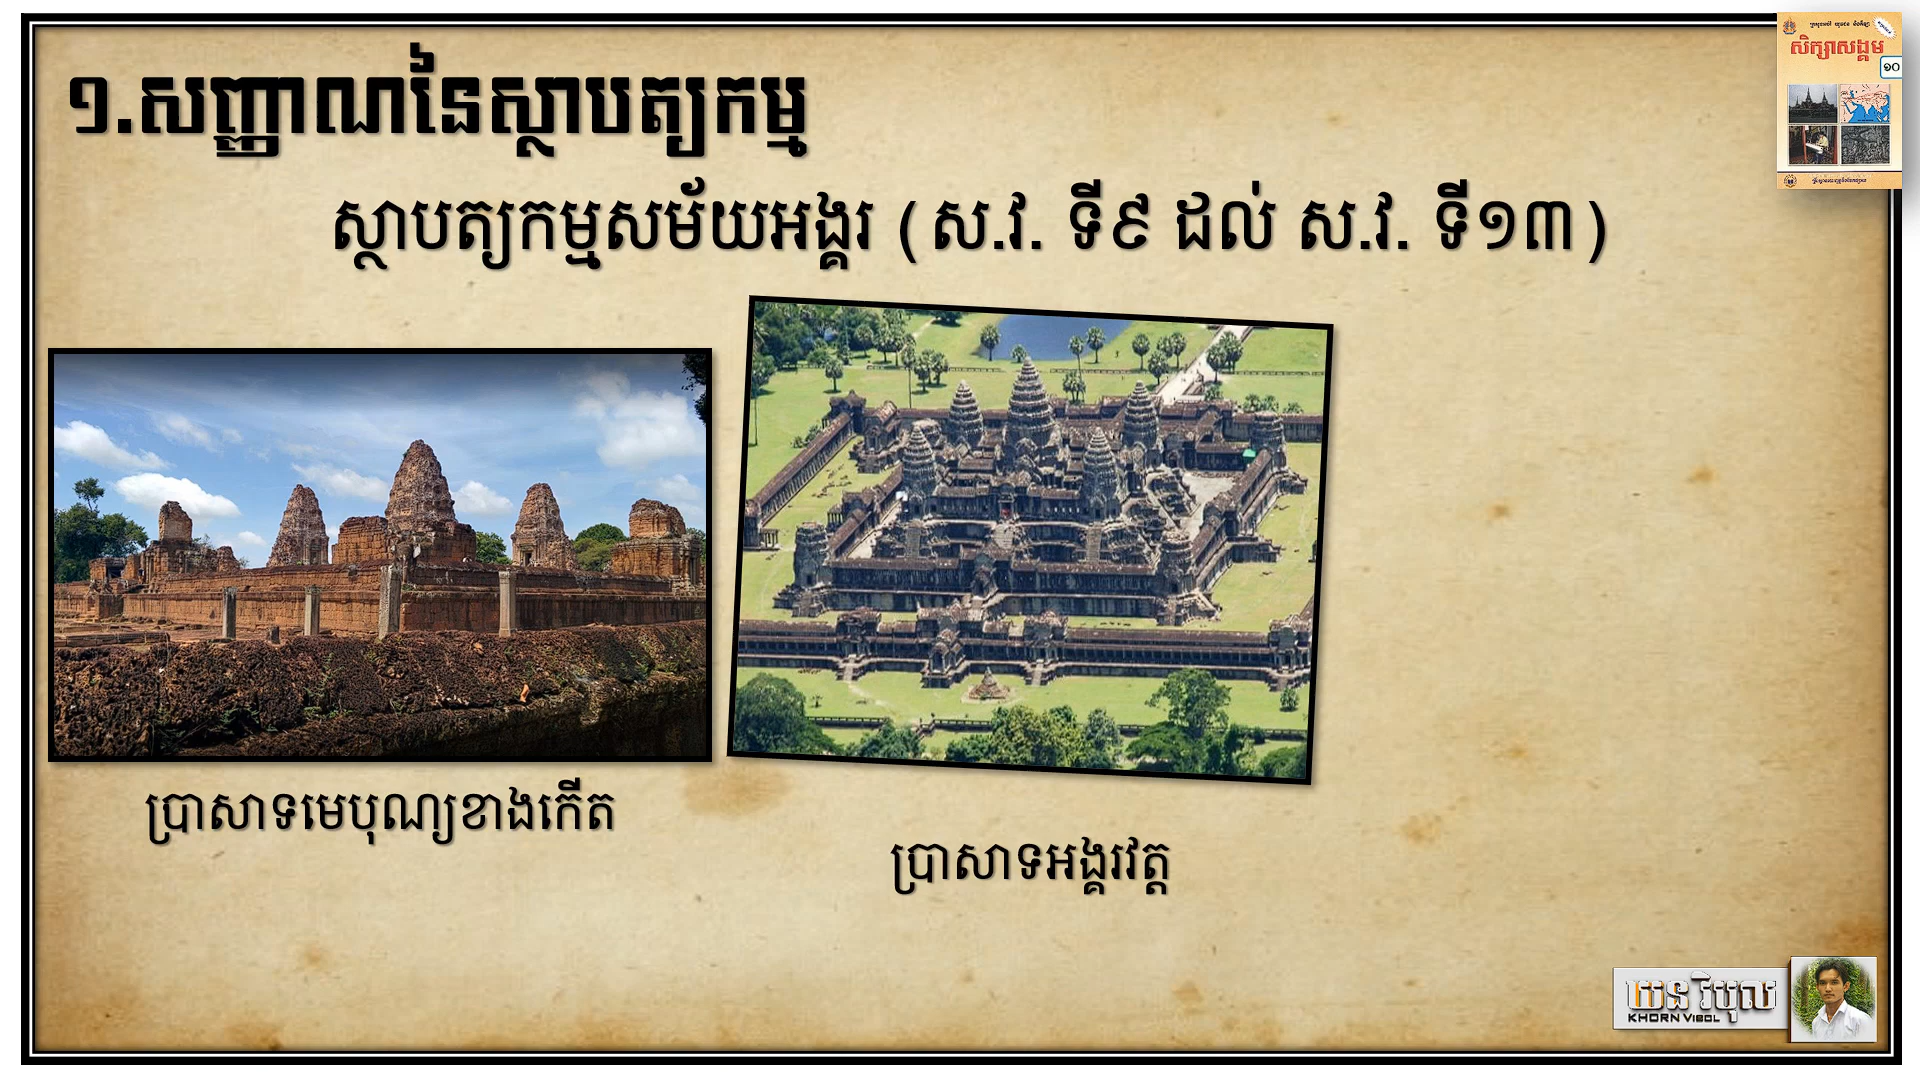 ១.សញ្ញាណនៃស្ថាបត្យកម្ម
ស្ថាបត្យកម្មសម័យអង្គរ (ស.វ. ទី៩ ដល់ ស.វ. ទី១៣)
ប្រាសាទមេបុណ្យខាងកើត
ប្រាសាទអង្គរវត្ត
សិក្សាសង្គម
១០
ឃន វិបុល
KHORN VIBOL